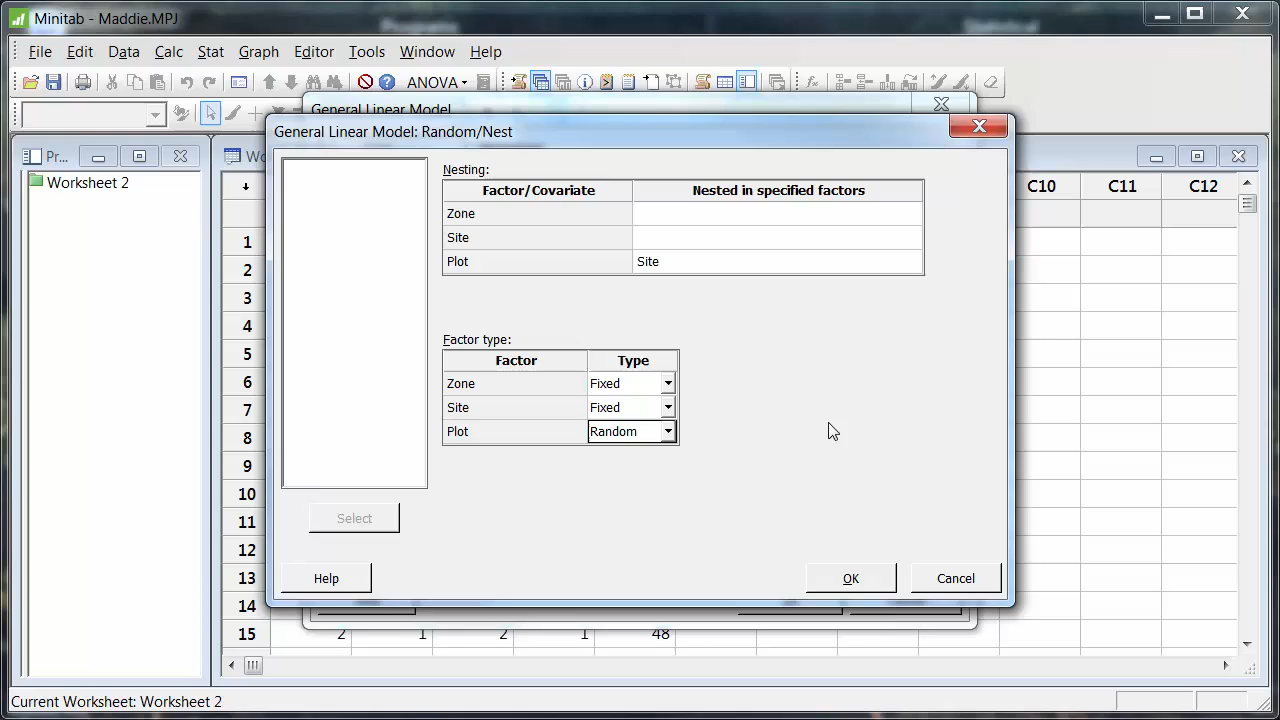 Minitab - Maddie.MPJ
File Edit Data Calc Stat Graph Editor Tools Window Help
ANOVA
General Linear Model
General Linear Model: Random/Nest
Pr...
Wo
Worksheet 2
C10 C11 C12
Nesting:
Factor/Covariate Nested in specified factors
Zone
Site
Plot Site
Factor type:
Factor Type
Zone Fixed
Site Fixed
Plot Random
1
2
3
4
5
6
7
8
9
10
11
12
13
14
15 2 1 2 1 48
Select
Help OK Cancel
Current Worksheet: Worksheet 2